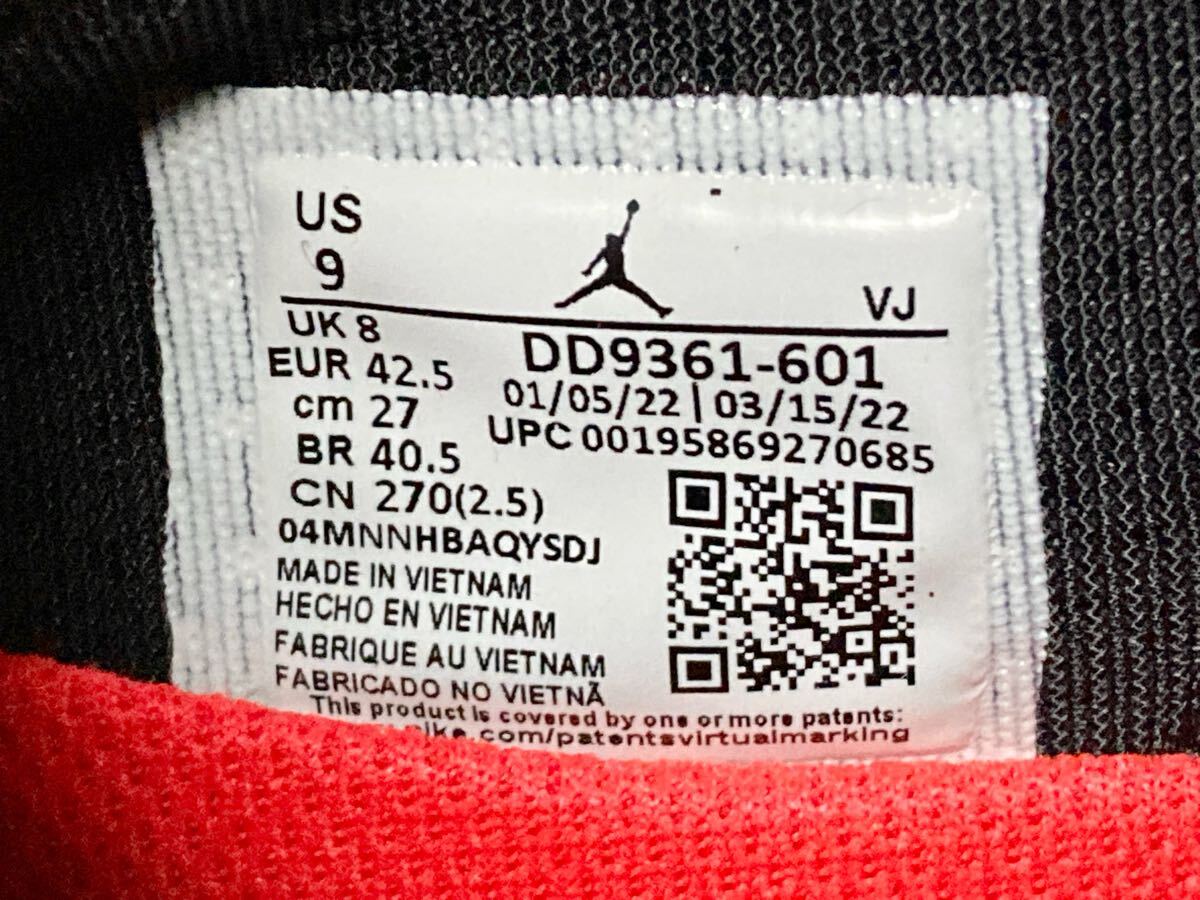 US
9
VJ
UK 8
EUR 42.5
cm 27
BR 40.5
CN 270(2.5)
DD9361-601
01/05/22 | 03/15/22
UPC 00195869270685
04MNNHBAQYSDJ
MADE IN VIETNAM
HECHO EN VIETNAM
FABRIQUE AU VIETNAM
FABRICADO NO VIETNÃ
This product is covered by one or more patents:
nike.com/patentsvirtualmarking